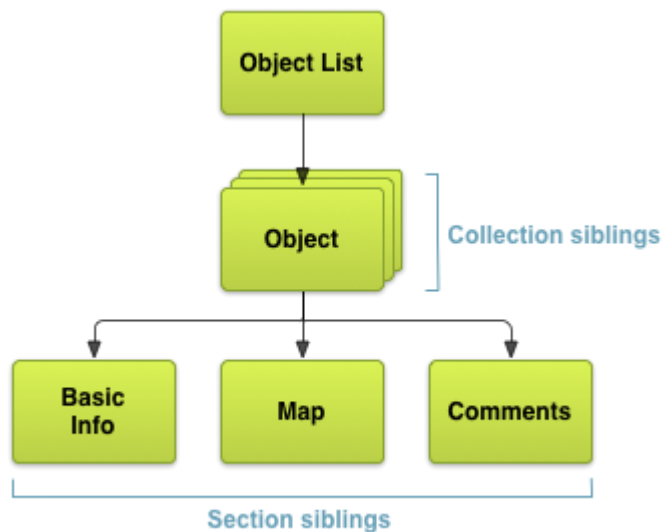 Object List
Object
Collection siblings
Basic
Info
Map
Comments
Section siblings